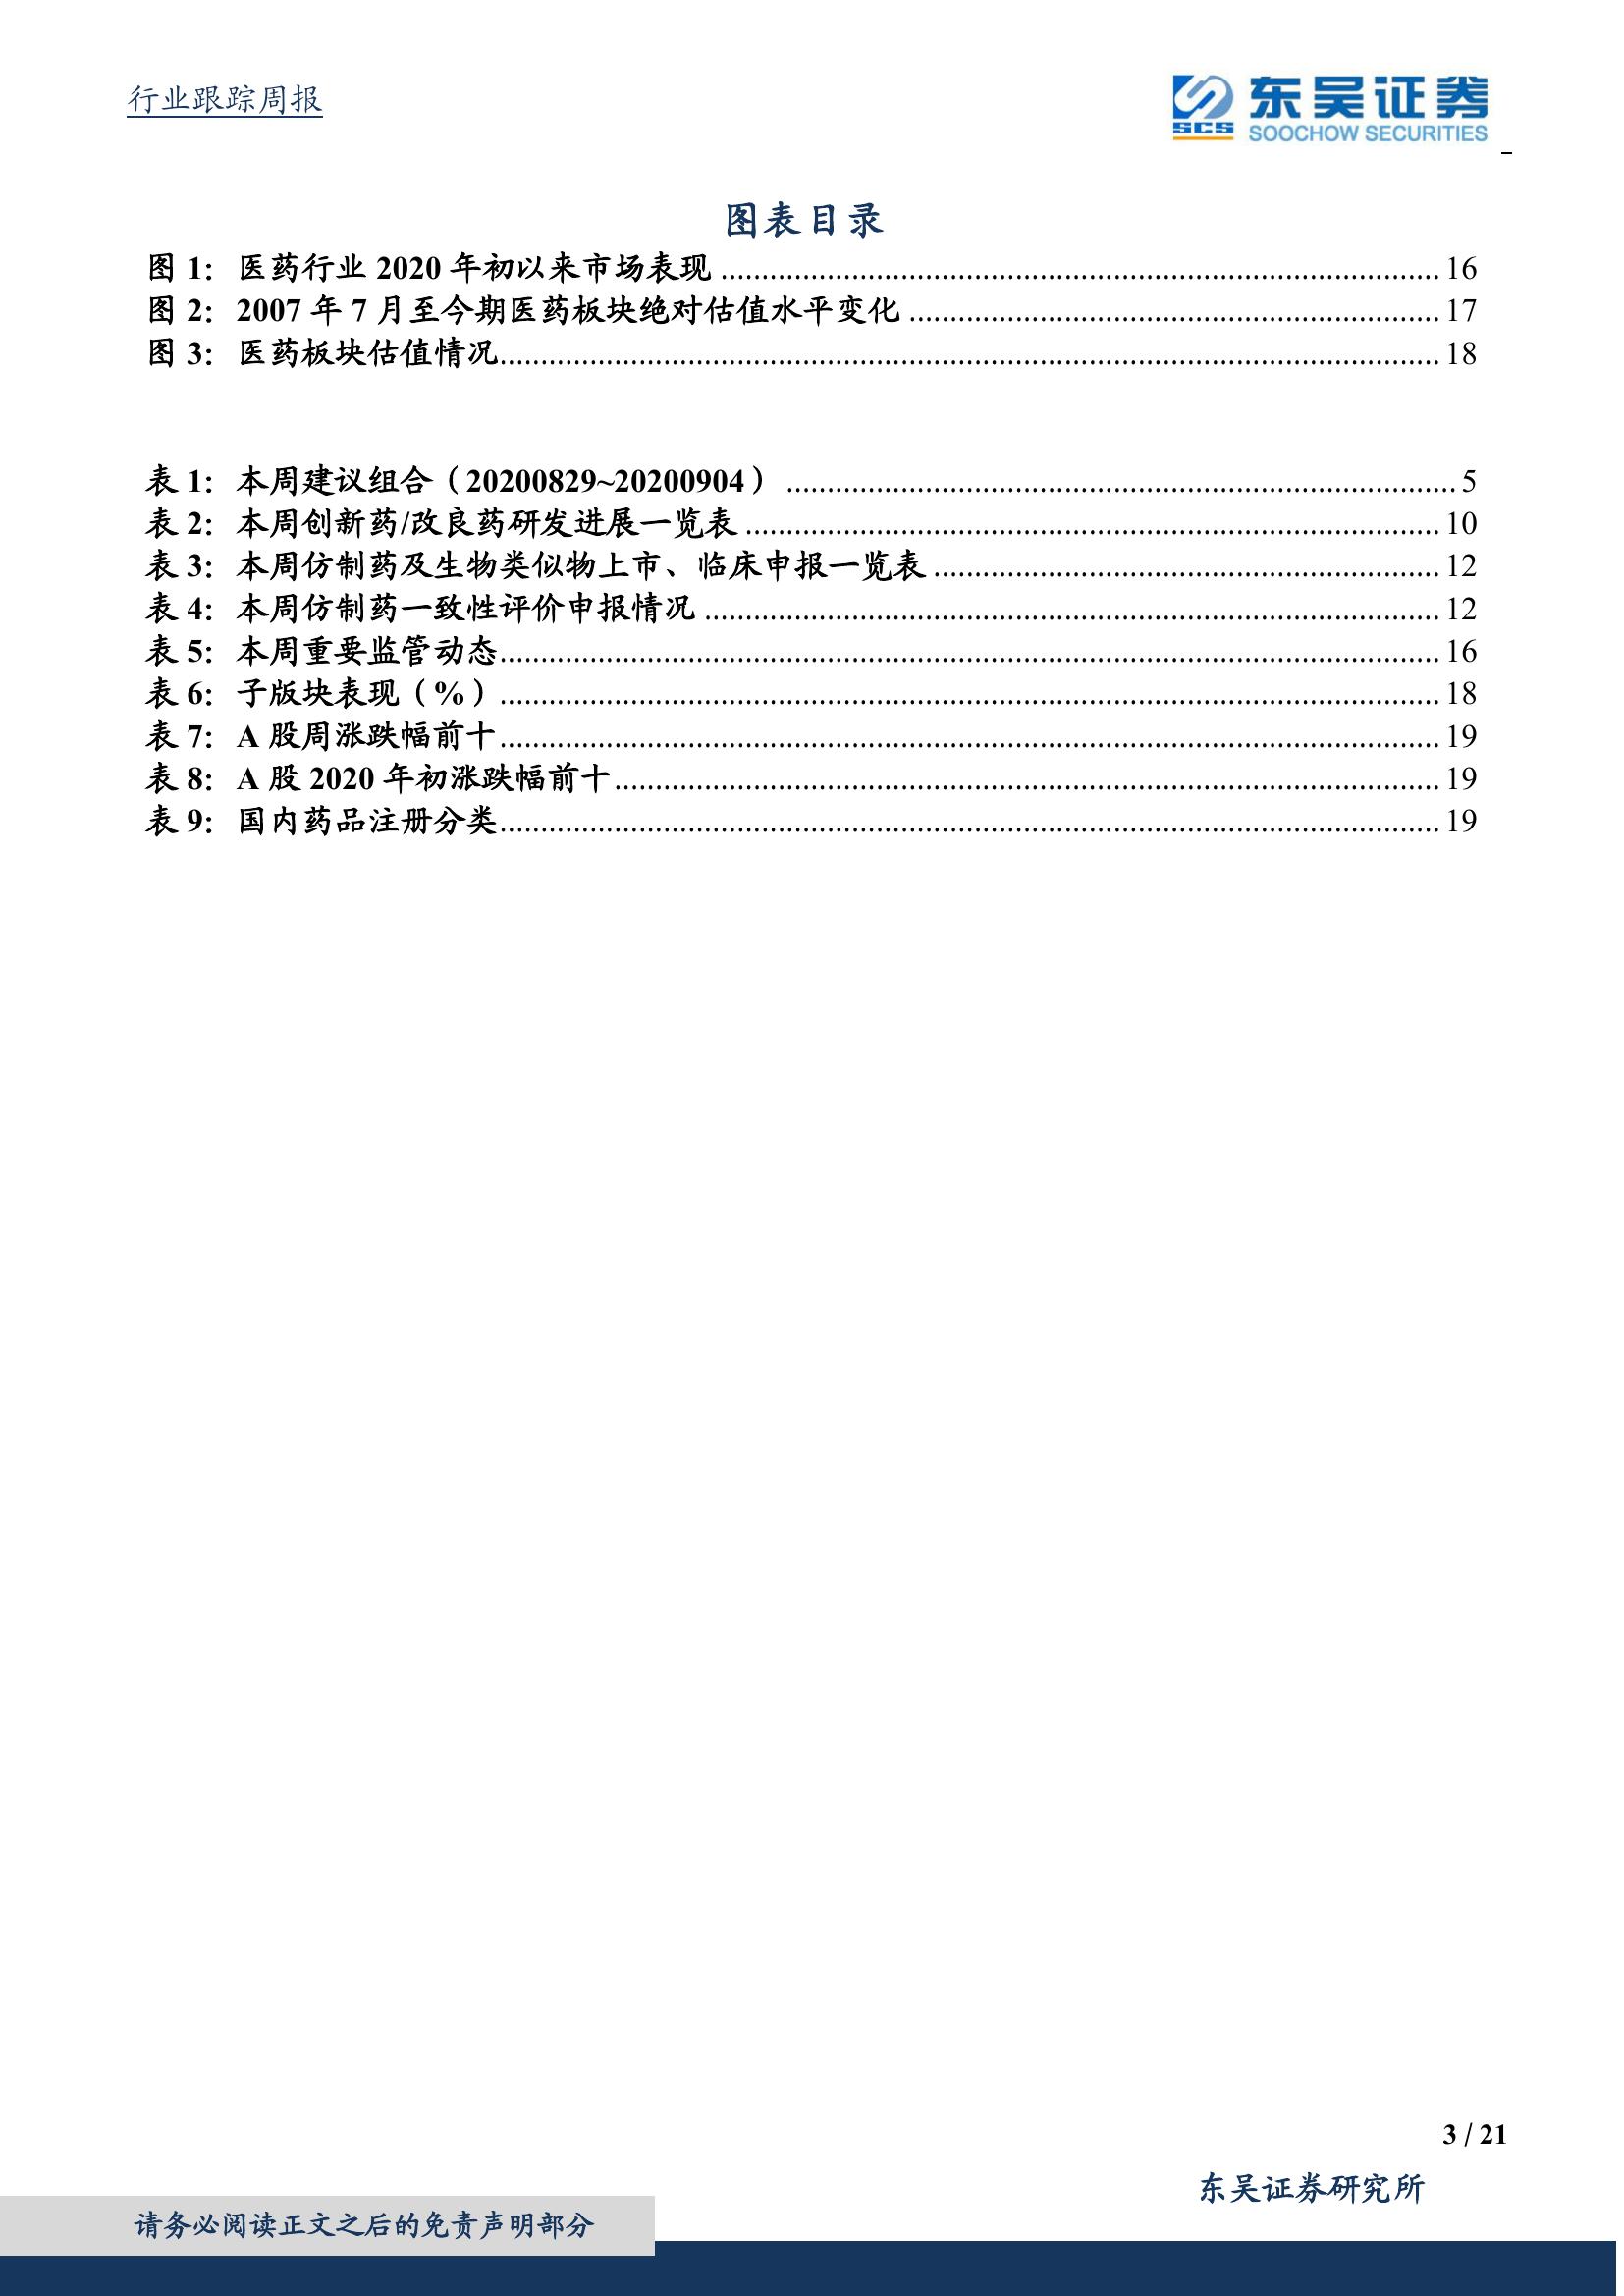 行业跟踪周报
东吴证券
SCS
SOOCHOW SECURITIES
图表目录
图 1： 医药行业 2020 年初以来市场表现 ........................................ 16
图 2： 2007 年 7 月至今期医药板块绝对估值水平变化 ........................................ 17
图 3： 医药板块估值情况........................................ 18
表 1： 本周建议组合（20200829~20200904） ........................................ 5
表 2： 本周创新药/改良药研发进展一览表 ........................................ 10
表 3： 本周仿制药及生物类似物上市、临床申报一览表 ........................................ 12
表 4： 本周仿制药一致性评价申报情况 ........................................ 12
表 5： 本周重要监管动态........................................ 16
表 6： 子版块表现（%）........................................ 18
表 7： A 股周涨跌幅前十........................................ 19
表 8： A 股 2020 年初涨跌幅前十........................................ 19
表 9： 国内药品注册分类........................................ 19
3 / 21
东吴证券研究所
请务必阅读正文之后的免责声明部分